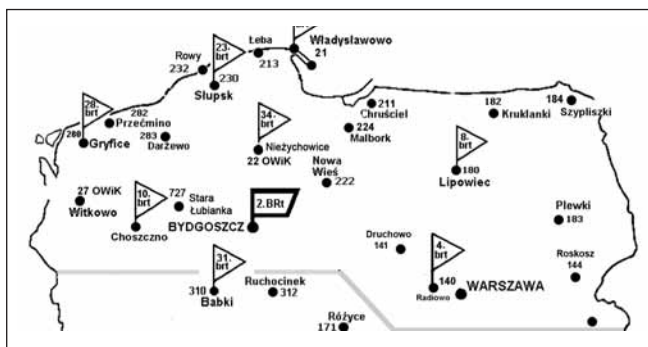 Łeba
Władysławowo
21
213
23.
brt
Rowy
232
230
Słupsk
28.
brt
282
Przećmino
280
Gryfice
283
Darżewo
34.
brt
Nieżychowice
22 OWiK
211
Chruściel
224
Malbork
182
Kruklanki
184
Szypliszki
8.
brt
180
Lipowiec
Nowa
Wieś
222
27 OWiK
Witkowo
10.
brt
Choszczno
727
Stara
Łubianka
2.BRt
BYDGOSZCZ
Plewki
183
Druchowo
141
4.
brt
140
Radiowo
WARSZAWA
Roskosz
144
31.
brt
310
Babki
Ruchocinek
312
Różyce
171